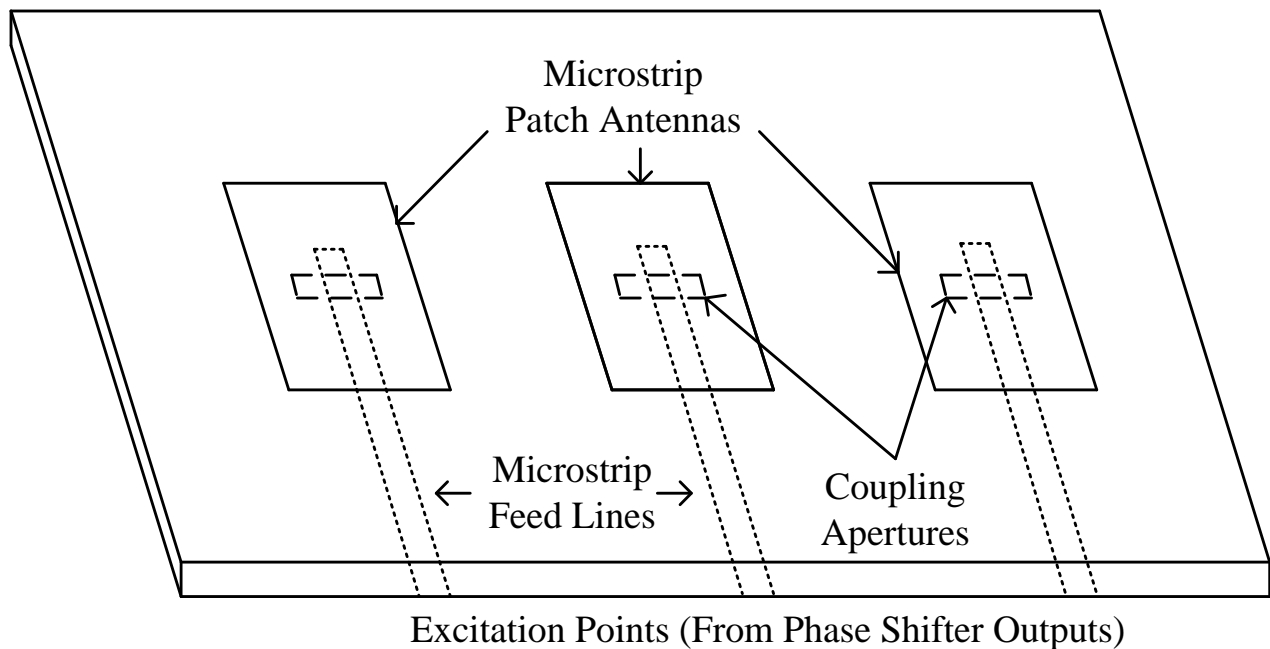 Microstrip
Patch Antennas
Microstrip
Feed Lines
Coupling
Apertures
Excitation Points (From Phase Shifter Outputs)